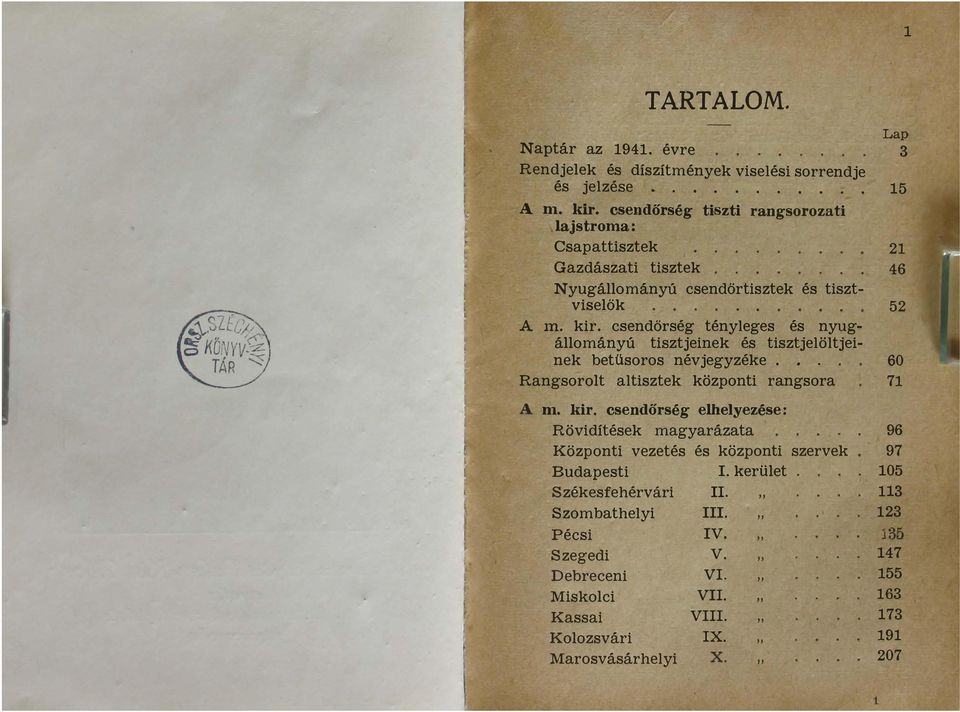 ORSZ. SZÉCHÉNYI
KÖNYV-
TÁR
1
TARTALOM.
Lap
Naptár az 1941. évre . . . . . . . . 3
Rendjelek és díszítmények viselési sorrendje
és jelzése . . . . . . . . . . . 15
A m. kir. csendőrség tiszti rangsorozati
lajstroma:
Csapattisztek . . . . . . . . . 21
Gazdászati tisztek . . . . . . . . 46
Nyugállományú csendőrtisztek és tiszt-
viselők . . . . . . . . . . . 52
A m. kir. csendőrség tényleges és nyug-
állományú tisztjeinek és tisztjelöltjei-
nek betűsoros névjegyzéke . . . . . 60
Rangsorolt altisztek központi rangsora . 71
A m. kir. csendőrség elhelyezése:
Rövidítések magyarázata . . . . . 96
Központi vezetés és központi szervek . 97
Budapesti I. kerület . . . . 105
Székesfehérvári II. „ . . . . 113
Szombathelyi III. „ . . . . 123
Pécsi IV. „ . . . . 135
Szegedi V. „ . . . . 147
Debreceni VI. „ . . . . 155
Miskolci VII. „ . . . . 163
Kassai VIII. „ . . . . 173
Kolozsvári IX. „ . . . . 191
Marosvásárhelyi X. „ . . . . 207
1